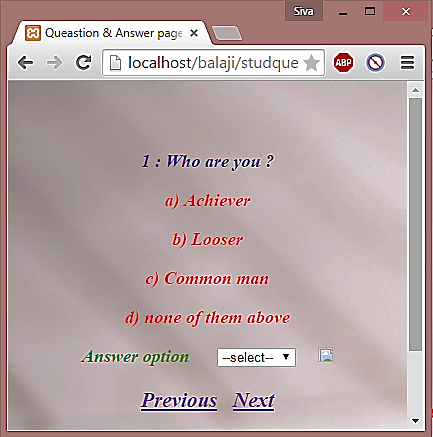 Siva
Queastion & Answer page
localhost/balaji/studque
ABP
1 : Who are you ?
a) Achiever
b) Looser
c) Common man
d) none of them above
Answer option --select--
Previous Next